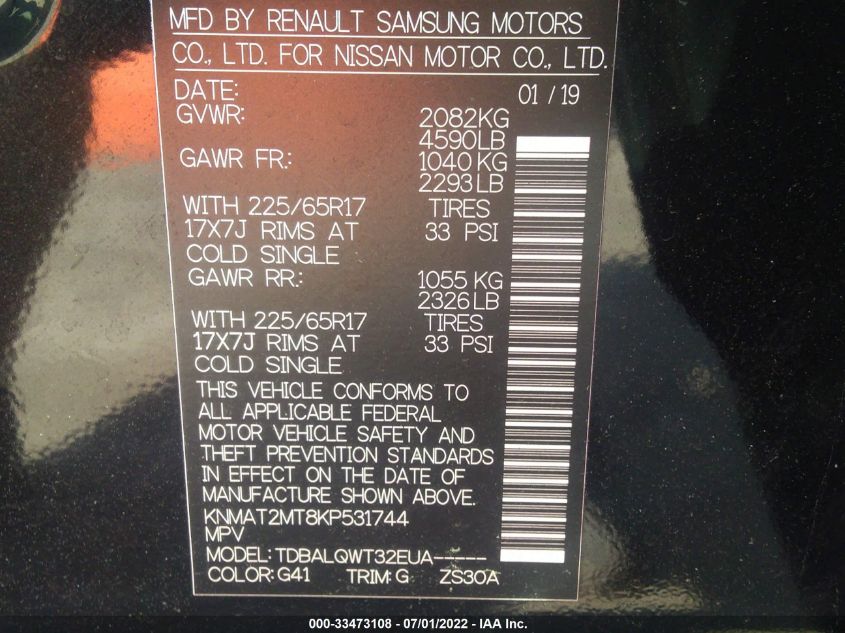 MFD BY RENAULT SAMSUNG MOTORS
CO., LTD. FOR NISSAN MOTOR CO., LTD.
DATE: 01 / 19
GVWR: 2082KG
4590LB
GAWR FR.: 1040 KG
2293 LB
WITH 225/65R17 TIRES
17X7J RIMS AT 33 PSI
COLD SINGLE
GAWR RR.: 1055 KG
2326 LB
WITH 225/65R17 TIRES
17X7J RIMS AT 33 PSI
COLD SINGLE
THIS VEHICLE CONFORMS TO
ALL APPLICABLE FEDERAL
MOTOR VEHICLE SAFETY AND
THEFT PREVENTION STANDARDS
IN EFFECT ON THE DATE OF
MANUFACTURE SHOWN ABOVE.
KNMAT2MT8KP531744
MPV
MODEL: TDBALQWT32EUA-----
COLOR: G41 TRIM: G ZS30A
000-33473108 - 07/01/2022 - IAA Inc.